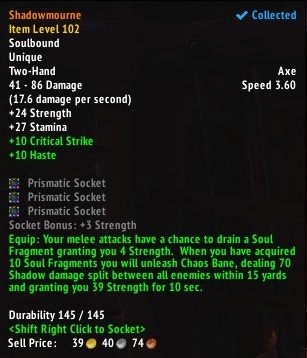 Shadowmourne ✓ Collected
Item Level 102
Soulbound
Unique
Two-Hand Axe
41 - 86 Damage Speed 3.60
(17.6 damage per second)
+24 Strength
+27 Stamina
+10 Critical Strike
+10 Haste
Prismatic Socket
Prismatic Socket
Prismatic Socket
Socket Bonus: +3 Strength
Equip: Your melee attacks have a chance to drain a Soul
Fragment granting you 4 Strength. When you have acquired
10 Soul Fragments you will unleash Chaos Bane, dealing 70
Shadow damage split between all enemies within 15 yards
and granting you 39 Strength for 10 sec.
Durability 145 / 145
<Shift Right Click to Socket>
Sell Price: 39 40 74